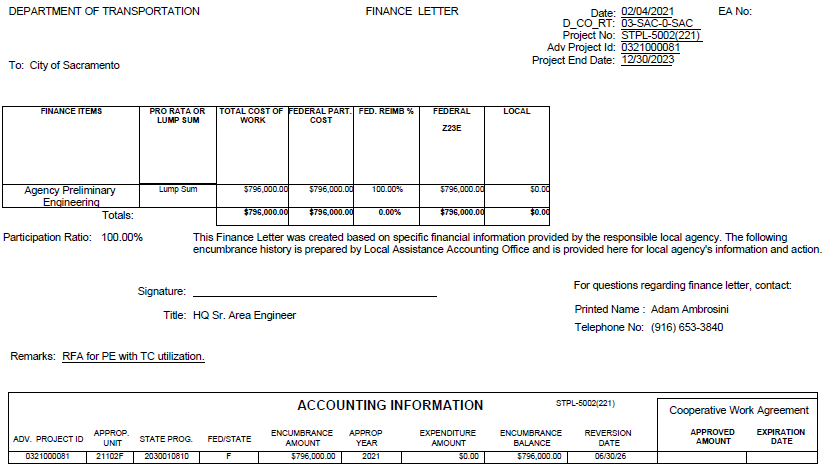 DEPARTMENT OF TRANSPORTATION FINANCE LETTER Date: 02/04/2021 EA No:
D_CO_RT: 03-SAC-0-SAC
Project No: STPL-5002(221)
Adv Project Id: 0321000081
Project End Date: 12/30/2023
To: City of Sacramento
FINANCE ITEMS PRO RATA OR LUMP SUM TOTAL COST OF WORK FEDERAL PART. COST FED. REIMB % FEDERAL Z23E LOCAL
Agency Preliminary Engineering Lump Sum $796,000.00 $796,000.00 100.00% $796,000.00 $0.00
Totals: $796,000.00 $796,000.00 0.00% $796,000.00 $0.00
Participation Ratio: 100.00% This Finance Letter was created based on specific financial information provided by the responsible local agency. The following
encumbrance history is prepared by Local Assistance Accounting Office and is provided here for local agency's information and action.
For questions regarding finance letter, contact:
Signature:
Printed Name : Adam Ambrosini
Title: HQ Sr. Area Engineer
Telephone No: (916) 653-3840
Remarks: RFA for PE with TC utilization.
ACCOUNTING INFORMATION STPL-5002(221) Cooperative Work Agreement
ADV. PROJECT ID APPROP. UNIT STATE PROG. FED/STATE ENCUMBRANCE AMOUNT APPROP YEAR EXPENDITURE AMOUNT ENCUMBRANCE BALANCE REVERSION DATE APPROVED AMOUNT EXPIRATION DATE
0321000081 21102F 2030010810 F $796,000.00 2021 $0.00 $796,000.00 06/30/26